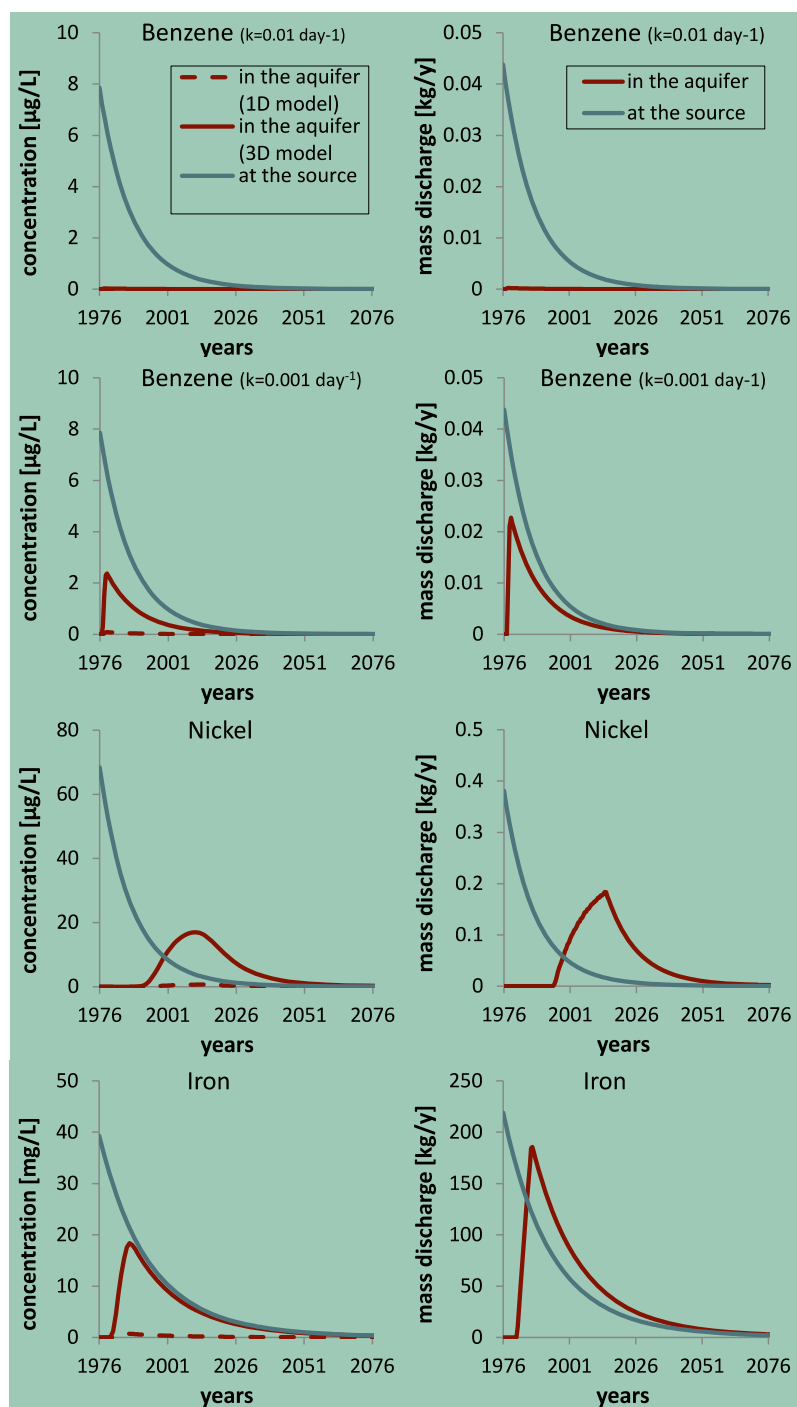 Benzene (k=0.01 day-1)
concentration [µg/L]
10
8
6
4
2
0
in the aquifer
(1D model)
in the aquifer
(3D model
at the source
1976 2001 2026 2051 2076
years
Benzene (k=0.01 day-1)
mass discharge [kg/y]
0.05
0.04
0.03
0.02
0.01
0
in the aquifer
at the source
1976 2001 2026 2051 2076
years
Benzene (k=0.001 day-1)
concentration [µg/L]
10
8
6
4
2
0
1976 2001 2026 2051 2076
years
Benzene (k=0.001 day-1)
mass discharge [kg/y]
0.05
0.04
0.03
0.02
0.01
0
1976 2001 2026 2051 2076
years
Nickel
concentration [µg/L]
80
60
40
20
0
1976 2001 2026 2051 2076
years
Nickel
mass discharge [kg/y]
0.5
0.4
0.3
0.2
0.1
0
1976 2001 2026 2051 2076
years
Iron
concentration [mg/L]
50
40
30
20
10
0
1976 2001 2026 2051 2076
years
Iron
mass discharge [kg/y]
250
200
150
100
50
0
1976 2001 2026 2051 2076
years